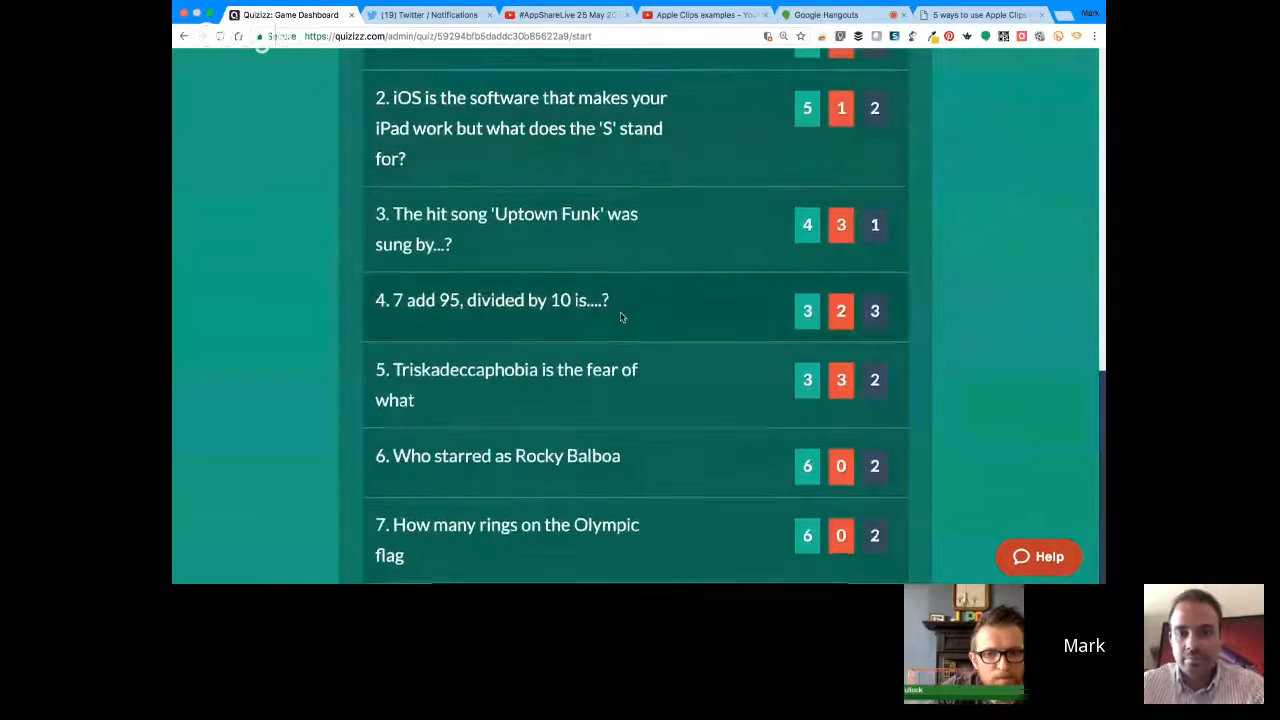 Mark
Quizizz: Game Dashboard
(19) Twitter / Notifications
#AppShareLive 25 May 20
Apple Clips examples - You
Google Hangouts
5 ways to use Apple Clips
Secure
https://quizizz.com/admin/quiz/59294bfb5daddc30b85622a9/start
2. iOS is the software that makes your
iPad work but what does the 'S' stand
for?
5 1 2
3. The hit song 'Uptown Funk' was
sung by...?
4 3 1
4. 7 add 95, divided by 10 is....?
3 2 3
5. Triskadeccaphobia is the fear of
what
3 3 2
6. Who starred as Rocky Balboa
6 0 2
7. How many rings on the Olympic
flag
6 0 2
Help
Mark
ullock